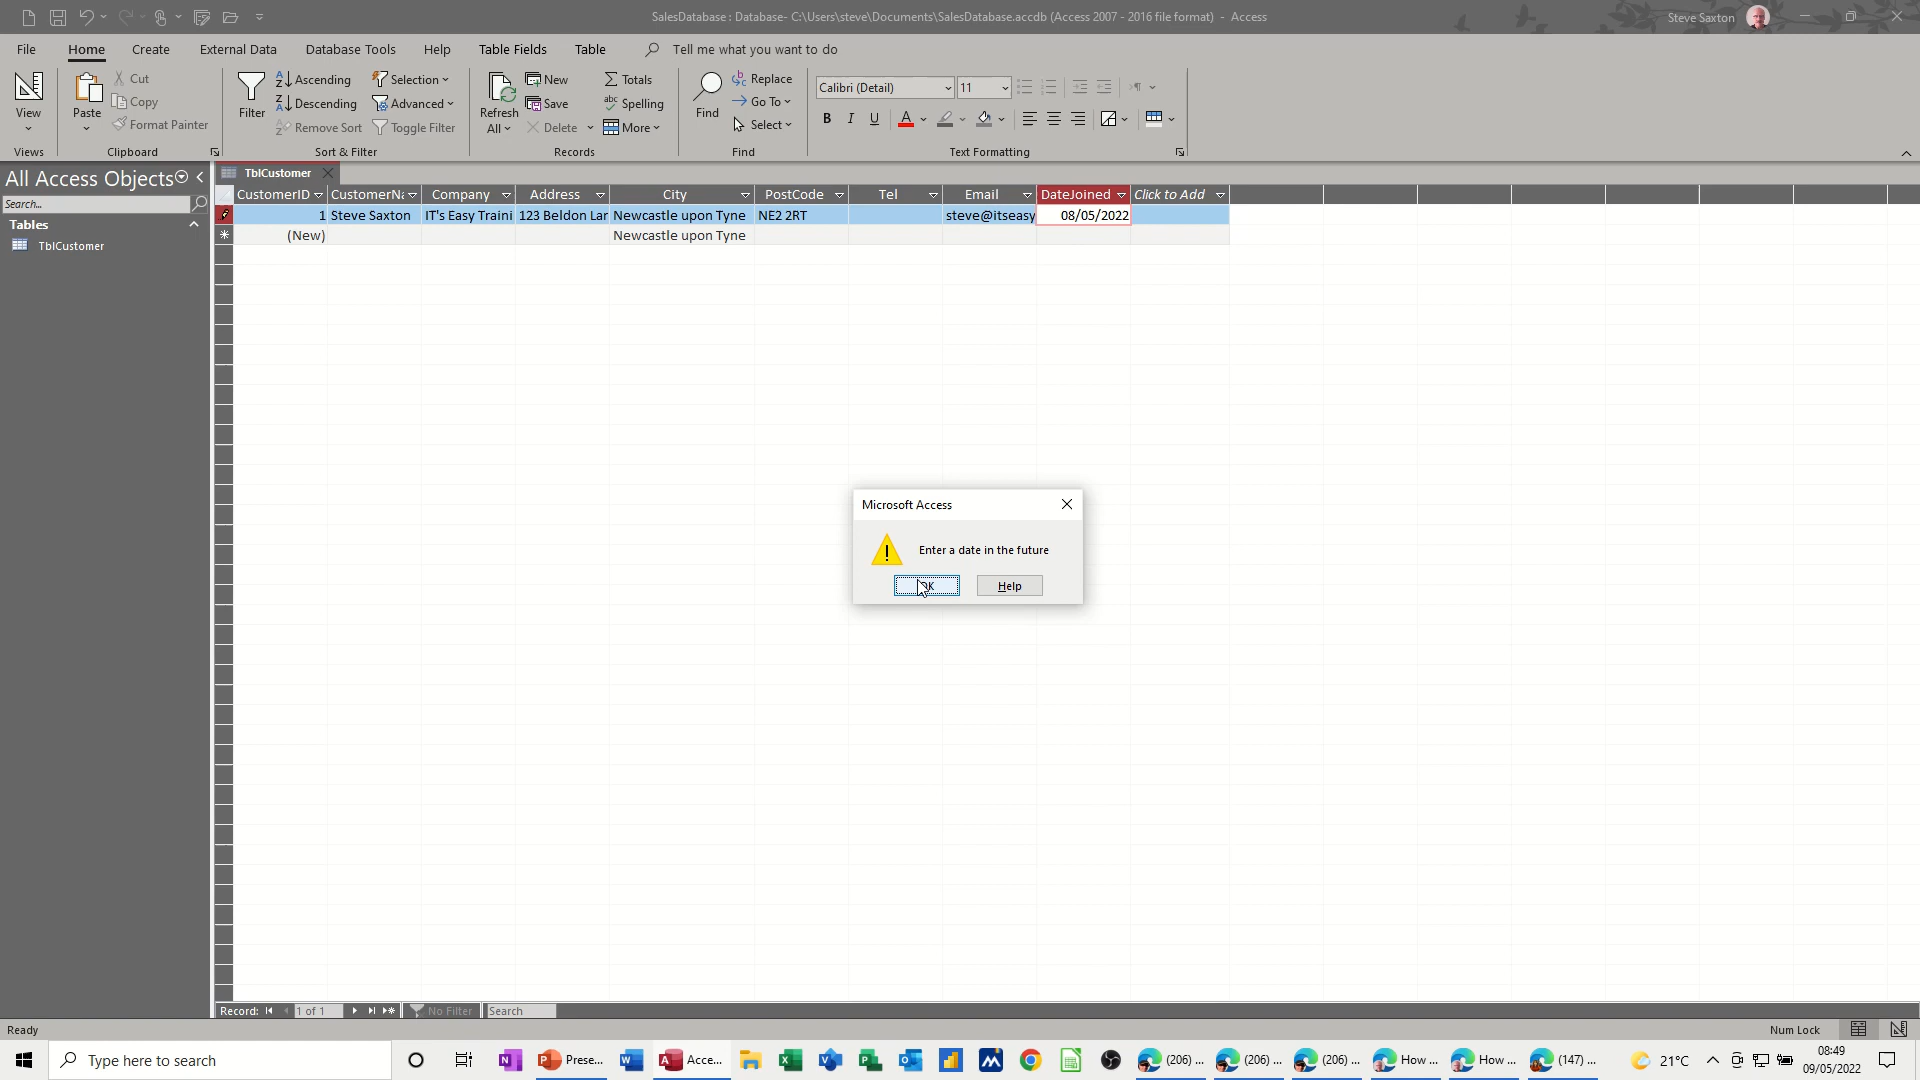 SalesDatabase : Database- C:\Users\steve\Documents\SalesDatabase.accdb (Access 2007 - 2016 file format) - Access
Steve Saxton
File Home Create External Data Database Tools Help Table Fields Table Tell me what you want to do
View
Views
Paste
Cut
Copy
Format Painter
Clipboard
Filter
Ascending
Descending
Remove Sort
Selection
Advanced
Toggle Filter
Sort & Filter
Refresh All
New
Save
Delete
Totals
Spelling
More
Records
Find
Replace
Go To
Select
Find
Calibri (Detail) 11
B I U
Text Formatting
All Access Objects
Search...
Tables
TblCustomer
TblCustomer
CustomerID CustomerNa Company Address City PostCode Tel Email DateJoined Click to Add
1 Steve Saxton IT's Easy Traini 123 Beldon Lar Newcastle upon Tyne NE2 2RT steve@itseasy 08/05/2022
(New) Newcastle upon Tyne
Microsoft Access
Enter a date in the future
OK Help
Record: 1 of 1 No Filter Search
Ready
Num Lock
Type here to search
Prese... Acce... (206) ... (206) ... (206) ... How ... How ... (147) ...
21°C
08:49
09/05/2022